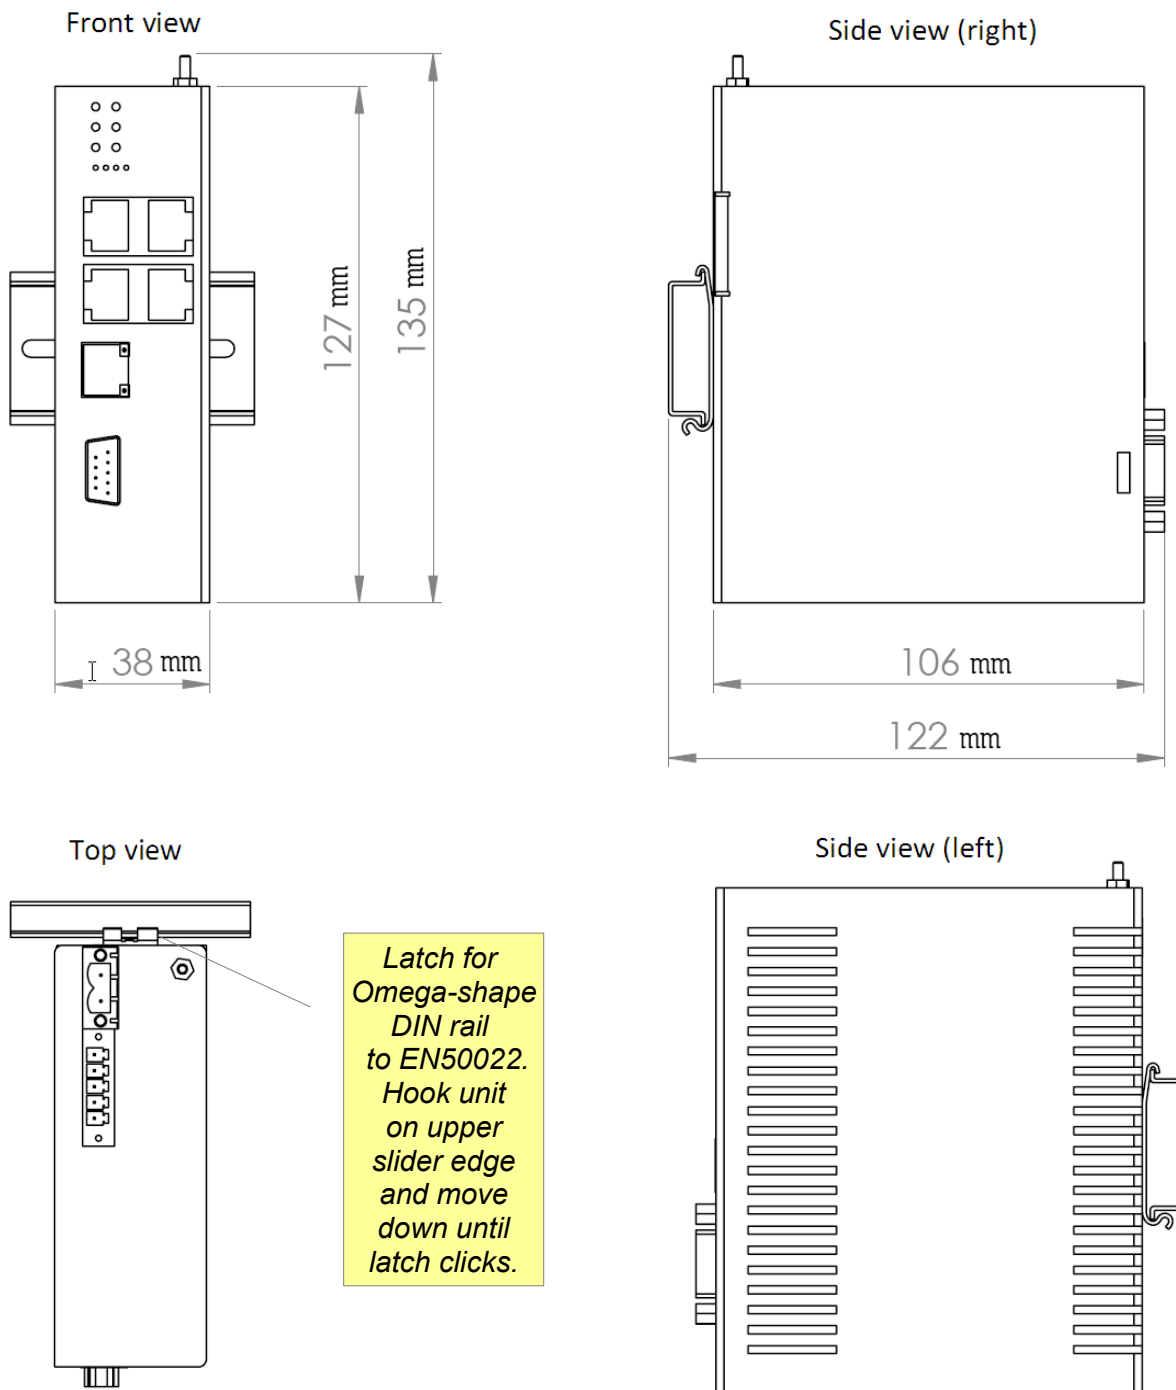 Front view
Side view (right)
127 mm
135 mm
38 mm
106 mm
122 mm
Top view
Side view (left)
Latch for
Omega-shape
DIN rail
to EN50022.
Hook unit
on upper
slider edge
and move
down until
latch clicks.